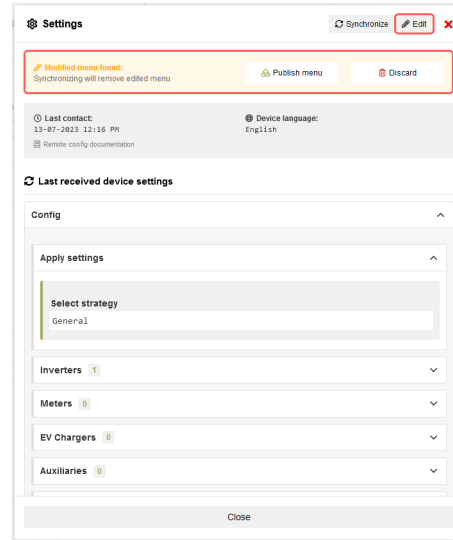 Settings
Synchronize
Edit
Modified menu found:
Synchronizing will remove edited menu
Publish menu
Discard
Last contact:
13-07-2023 12:16 PM
Remote config documentation
Device language:
English
Last received device settings
Config
Apply settings
Select strategy
General
Inverters 1
Meters 0
EV Chargers 0
Auxiliaries 0
Close